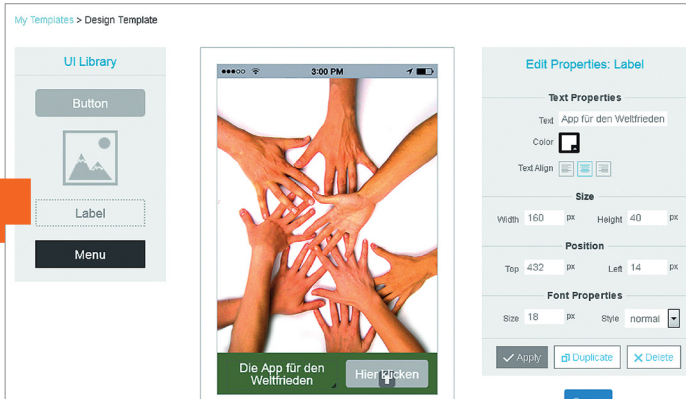 My Templates > Design Template
UI Library
Button
Label
Menu
3:00 PM
Die App für den
Weltfrieden
Hier klicken
Edit Properties: Label
Text Properties
Text App für den Weltfrieden
Color
Text Align
Size
Width 160 px Height 40 px
Position
Top 432 px Left 14 px
Font Properties
Size 18 px Style normal
Apply Duplicate Delete